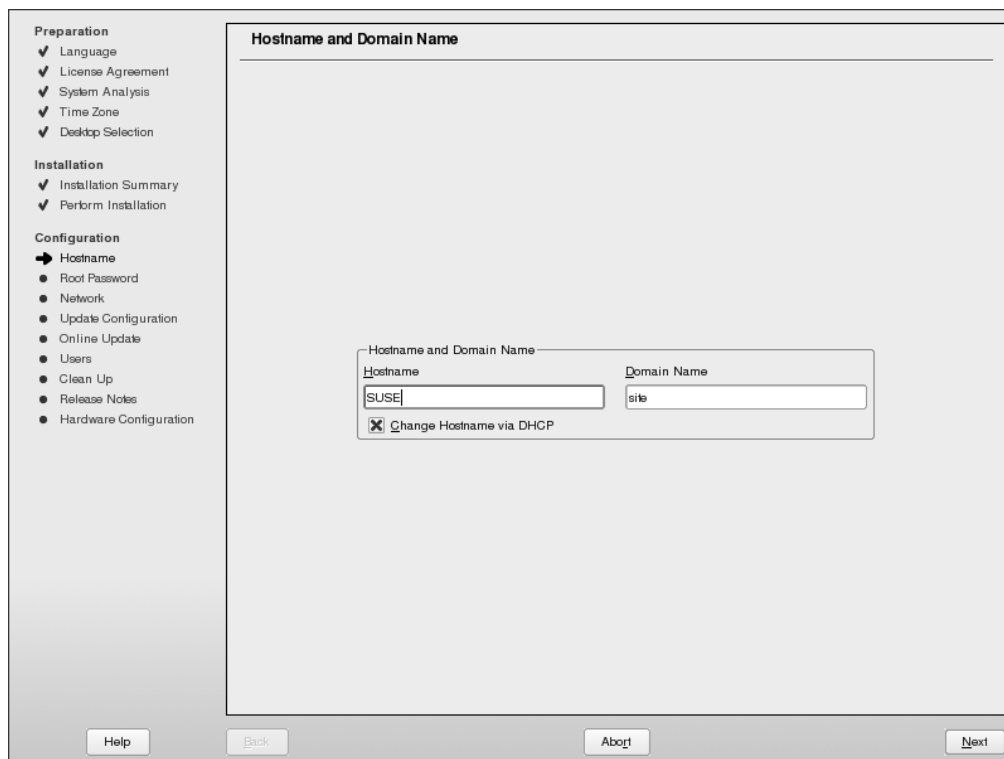 Preparation
Language
License Agreement
System Analysis
Time Zone
Desktop Selection
Installation
Installation Summary
Perform Installation
Configuration
Hostname
Root Password
Network
Update Configuration
Online Update
Users
Clean Up
Release Notes
Hardware Configuration
Hostname and Domain Name
Hostname and Domain Name
Hostname Domain Name
SUSE site
Change Hostname via DHCP
Help Back Abort Next